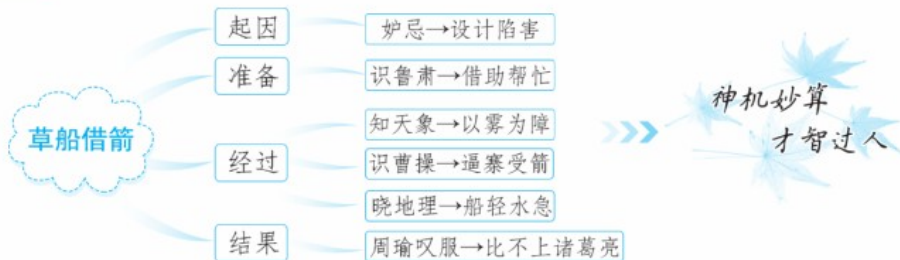 草船借箭
起因
妒忌→设计陷害
准备
识鲁肃→借助帮忙
经过
知天象→以雾为障
识曹操→逼寨受箭
晓地理→船轻水急
结果
周瑜叹服→比不上诸葛亮
神机妙算
才智过人